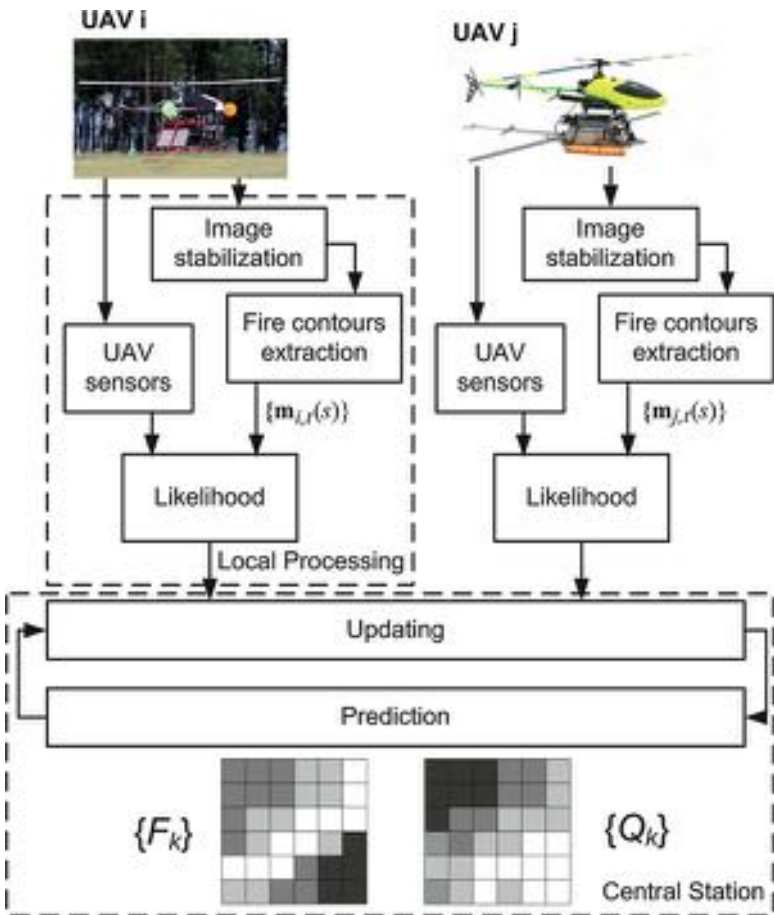 UAV i
UAV j
Image
stabilization
Image
stabilization
Fire contours
extraction
Fire contours
extraction
UAV
sensors
UAV
sensors
{m_{i,t}(s)}
{m_{j,t}(s)}
Likelihood
Likelihood
Local Processing
Updating
Prediction
{F_k}
{Q_k}
Central Station